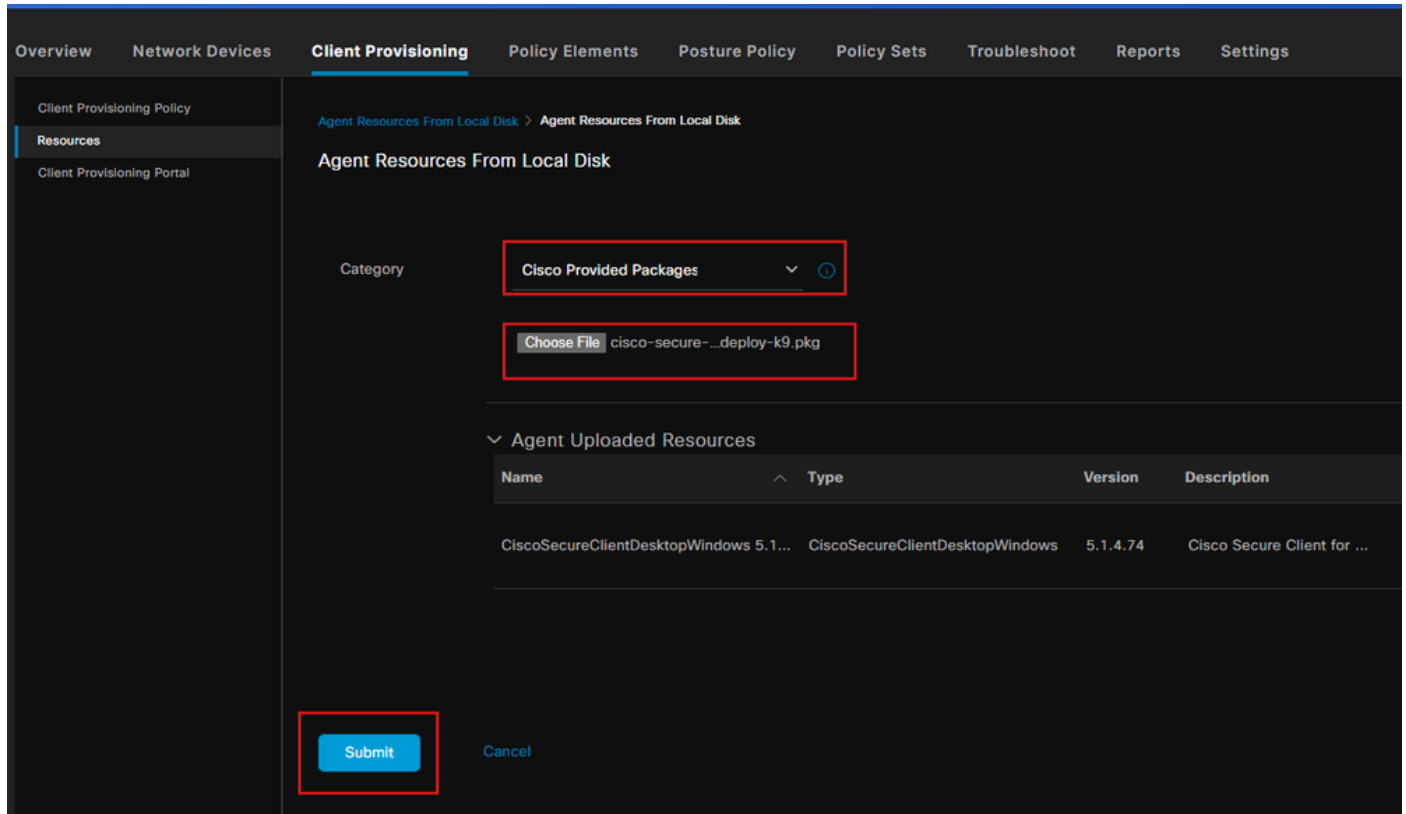 Overview Network Devices Client Provisioning Policy Elements Posture Policy Policy Sets Troubleshoot Reports Settings
Client Provisioning Policy
Resources
Client Provisioning Portal
Agent Resources From Local Disk > Agent Resources From Local Disk
Agent Resources From Local Disk
Category Cisco Provided Packages
Choose File cisco-secure-...deploy-k9.pkg
Agent Uploaded Resources
Name Type Version Description
CiscoSecureClientDesktopWindows 5.1... CiscoSecureClientDesktopWindows 5.1.4.74 Cisco Secure Client for ...
Submit Cancel